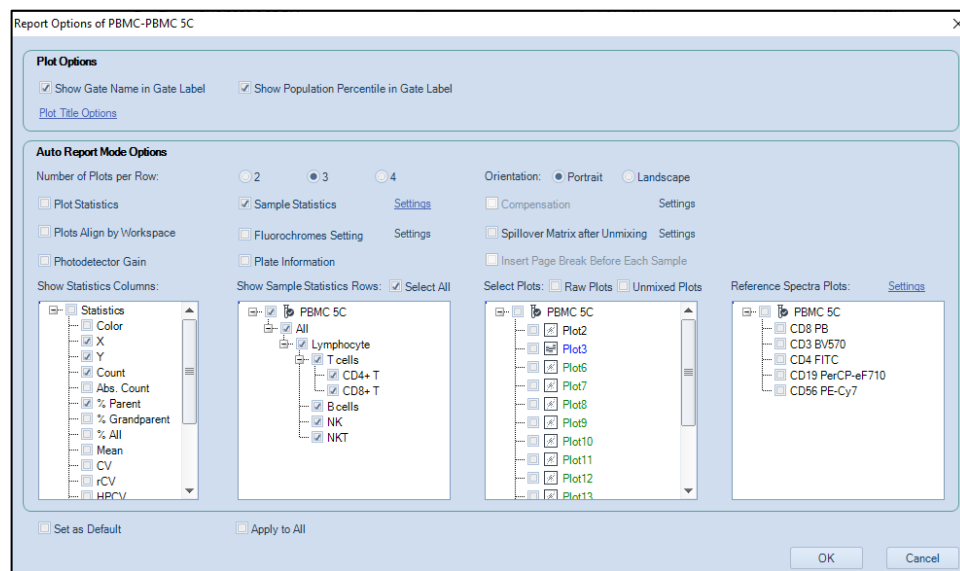 Report Options of PBMC-PBMC 5C
Plot Options
Show Gate Name in Gate Label Show Population Percentile in Gate Label
Plot Title Options
Auto Report Mode Options
Number of Plots per Row: 2 3 4 Orientation: Portrait Landscape
Plot Statistics Sample Statistics Settings Compensation Settings
Plots Align by Workspace Fluorochromes Setting Settings Spillover Matrix after Unmixing Settings
Photodetector Gain Plate Information Insert Page Break Before Each Sample
Show Statistics Columns: Show Sample Statistics Rows: Select All Select Plots: Raw Plots Unmixed Plots Reference Spectra Plots: Settings
Statistics
Color
X
Y
Count
Abs. Count
% Parent
% Grandparent
% All
Mean
CV
rCV
HPCV
PBMC 5C
All
Lymphocyte
T cells
CD4+ T
CD8+ T
B cells
NK
NKT
PBMC 5C
Plot2
Plot3
Plot6
Plot7
Plot8
Plot9
Plot10
Plot11
Plot12
Plot13
PBMC 5C
CD8 PB
CD3 BV570
CD4 FITC
CD19 PerCP-eF710
CD56 PE-Cy7
Set as Default Apply to All
OK Cancel